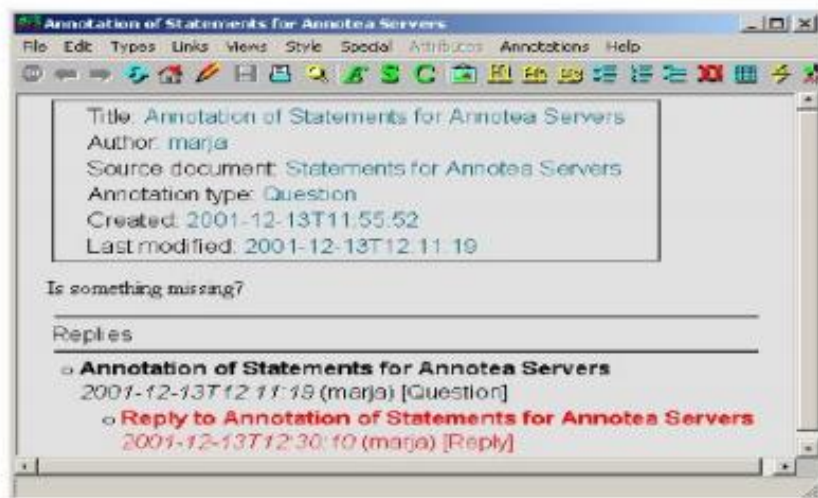 Annotation of Statements for Annotea Servers
File Edit Types Links Views Style Special Attributes Annotations Help
S C H1 H2 H3
Title: Annotation of Statements for Annotea Servers
Author: marja
Source document: Statements for Annotea Servers
Annotation type: Question
Created: 2001-12-13T11:55:52
Last modified: 2001-12-13T12:11:19
Is something missing?
Replies
Annotation of Statements for Annotea Servers
2001-12-13T12:11:19 (marja) [Question]
Reply to Annotation of Statements for Annotea Servers
2001-12-13T12:30:10 (marja) [Reply]